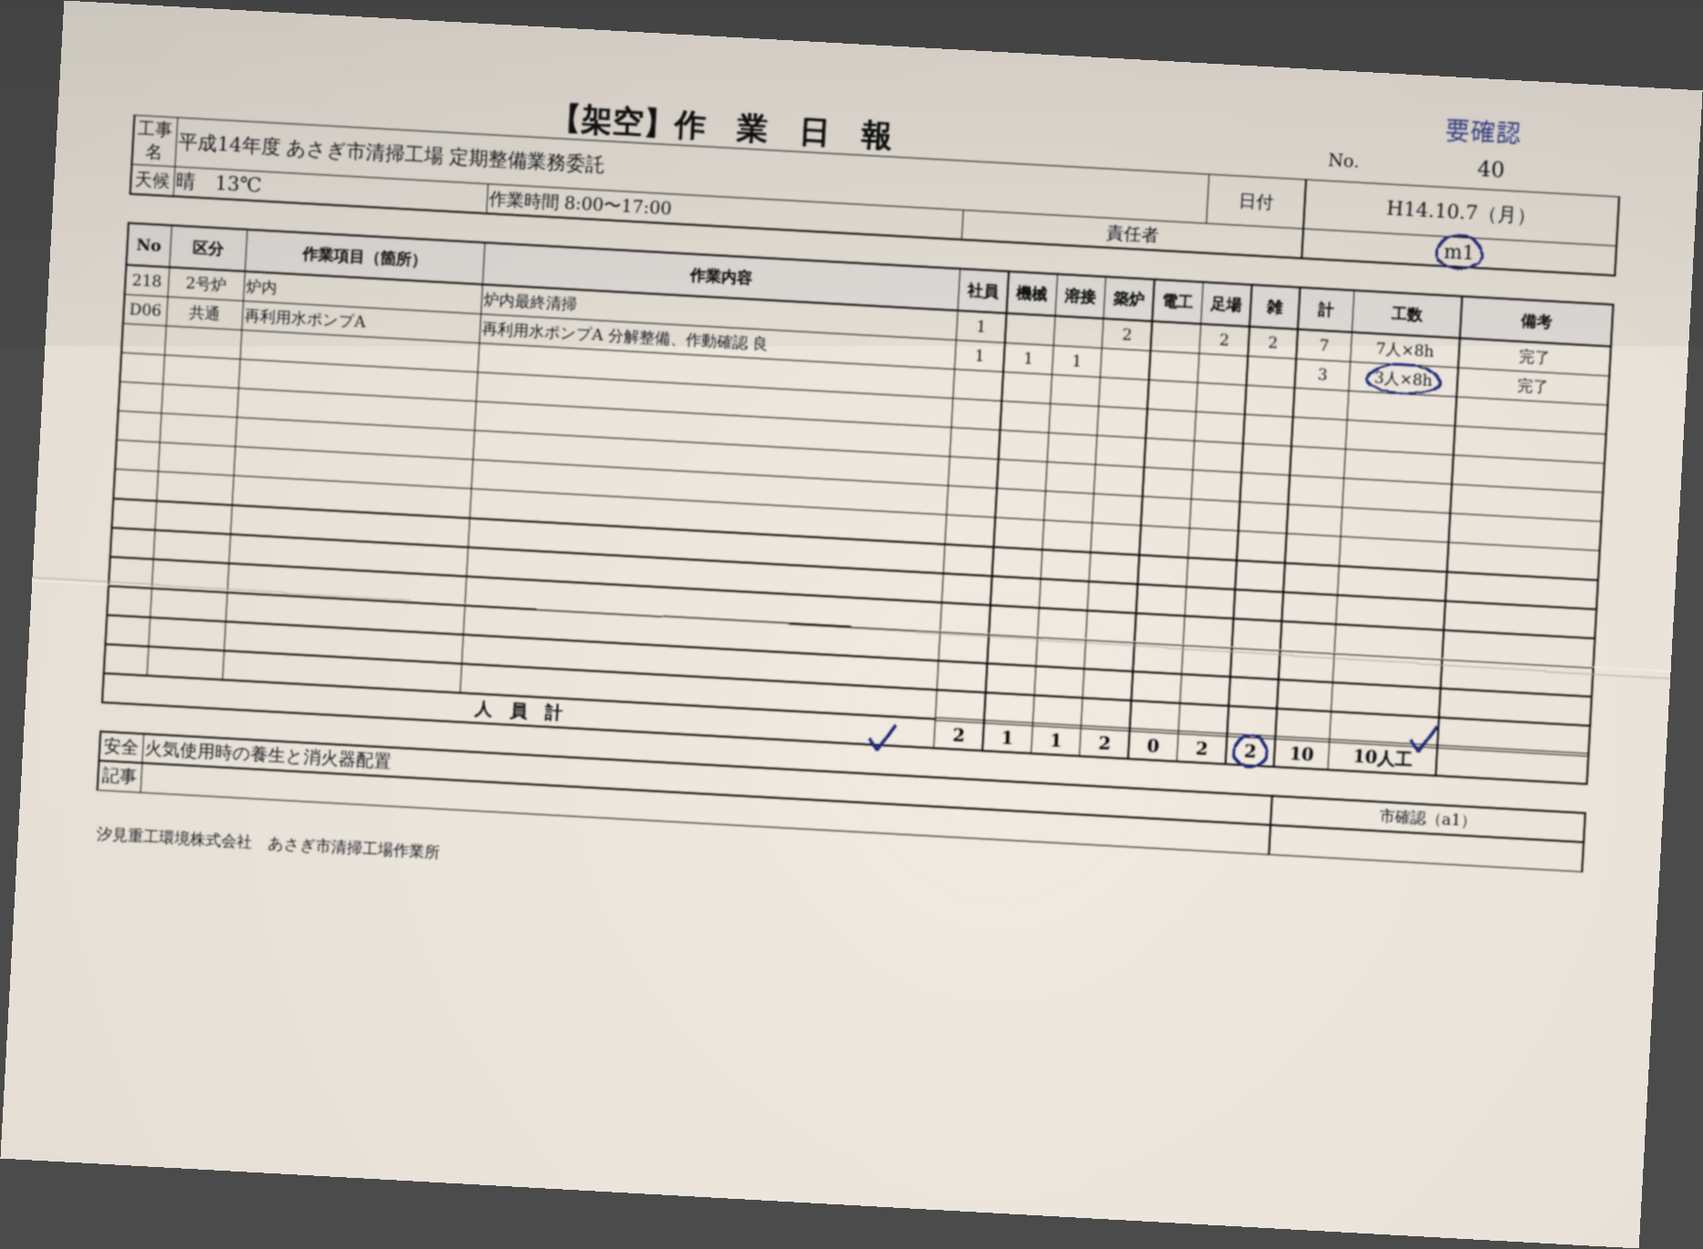 【架空】作 業 日 報
要確認
No. 40
工事名 平成14年度 あさぎ市清掃工場 定期整備業務委託 日付 H14.10.7（月）
天候 晴 13℃ 作業時間 8:00〜17:00 責任者 m1
No 区分 作業項目（箇所） 作業内容 社員 機械 溶接 築炉 電工 足場 雑 計 工数 備考
218 2号炉 炉内 炉内最終清掃 1 2 2 2 7 7人×8h 完了
D06 共通 再利用水ポンプA 再利用水ポンプA 分解整備、作動確認 良 1 1 1 3 3人×8h 完了
人 員 計 2 1 1 2 0 2 2 10 10人工
安全 火気使用時の養生と消火器配置 市確認（a1）
記事
汐見重工環境株式会社 あさぎ市清掃工場作業所